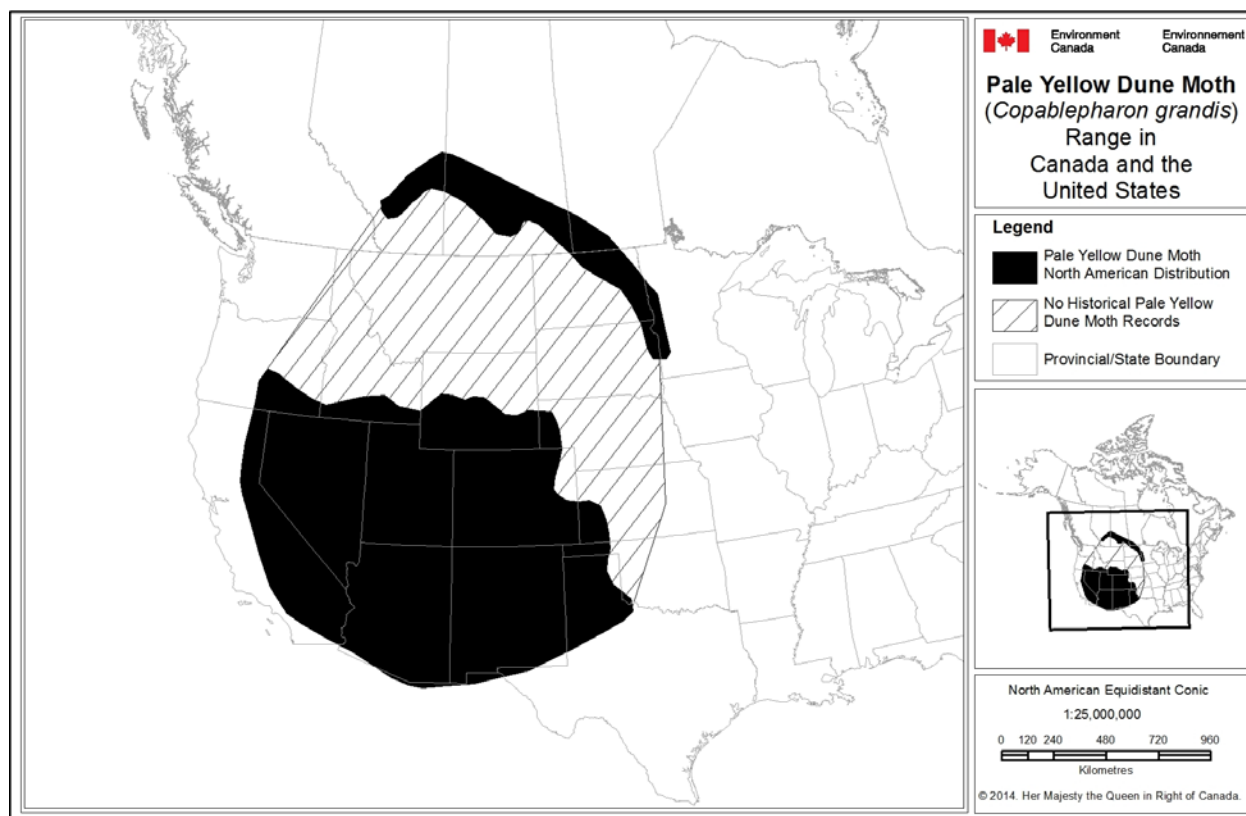 Environment
Canada
Environnement
Canada
Pale Yellow Dune Moth
(Copablepharon grandis)
Range in
Canada and the
United States
Legend
Pale Yellow Dune Moth
North American Distribution
No Historical Pale Yellow
Dune Moth Records
Provincial/State Boundary
North American Equidistant Conic
1:25,000,000
0 120 240 480 720 960
Kilometres
© 2014. Her Majesty the Queen in Right of Canada.